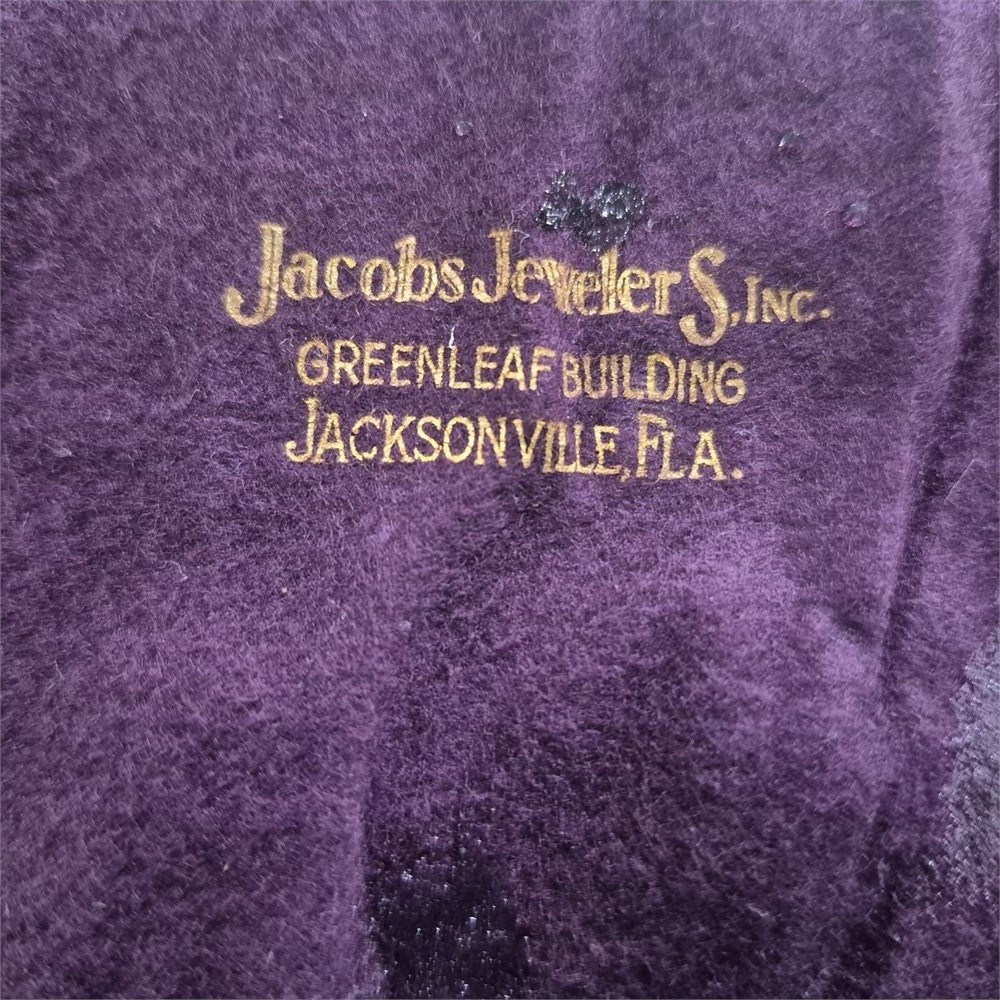 Jacobs JewelerS, INC.
GREENLEAF BUILDING
JACKSONVILLE, FLA.